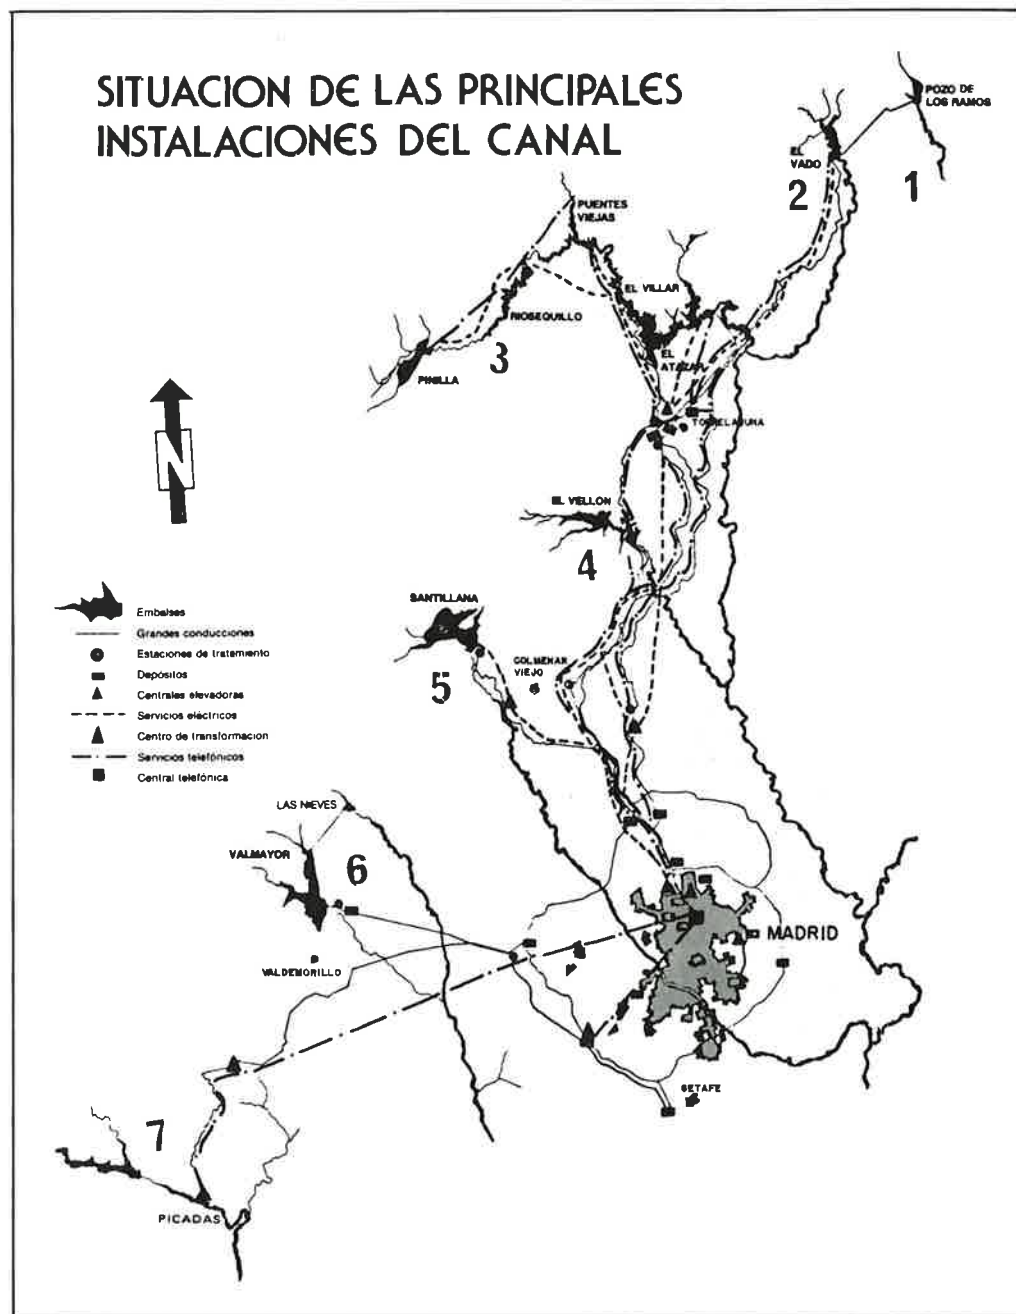 SITUACION DE LAS PRINCIPALES
INSTALACIONES DEL CANAL
POZO DE
LOS RAMOS
EL
VADO
1
2
PUENTES
VIEJAS
EL VILLAR
RIOSEQUILLO
3
PINILLA
EL
ATAZAR
TORRELAGUNA
N
EL VELLON
4
SANTILLANA
5
COLMENAR
VIEJO
Embalses
Grandes conducciones
Estaciones de tratamiento
Depósitos
Centrales elevadoras
Servicios eléctricos
Centro de transformacion
Servicios telefónicos
Central telefónica
LAS NIEVES
VALMAYOR
6
MADRID
VALDEMORILLO
GETAFE
7
PICADAS